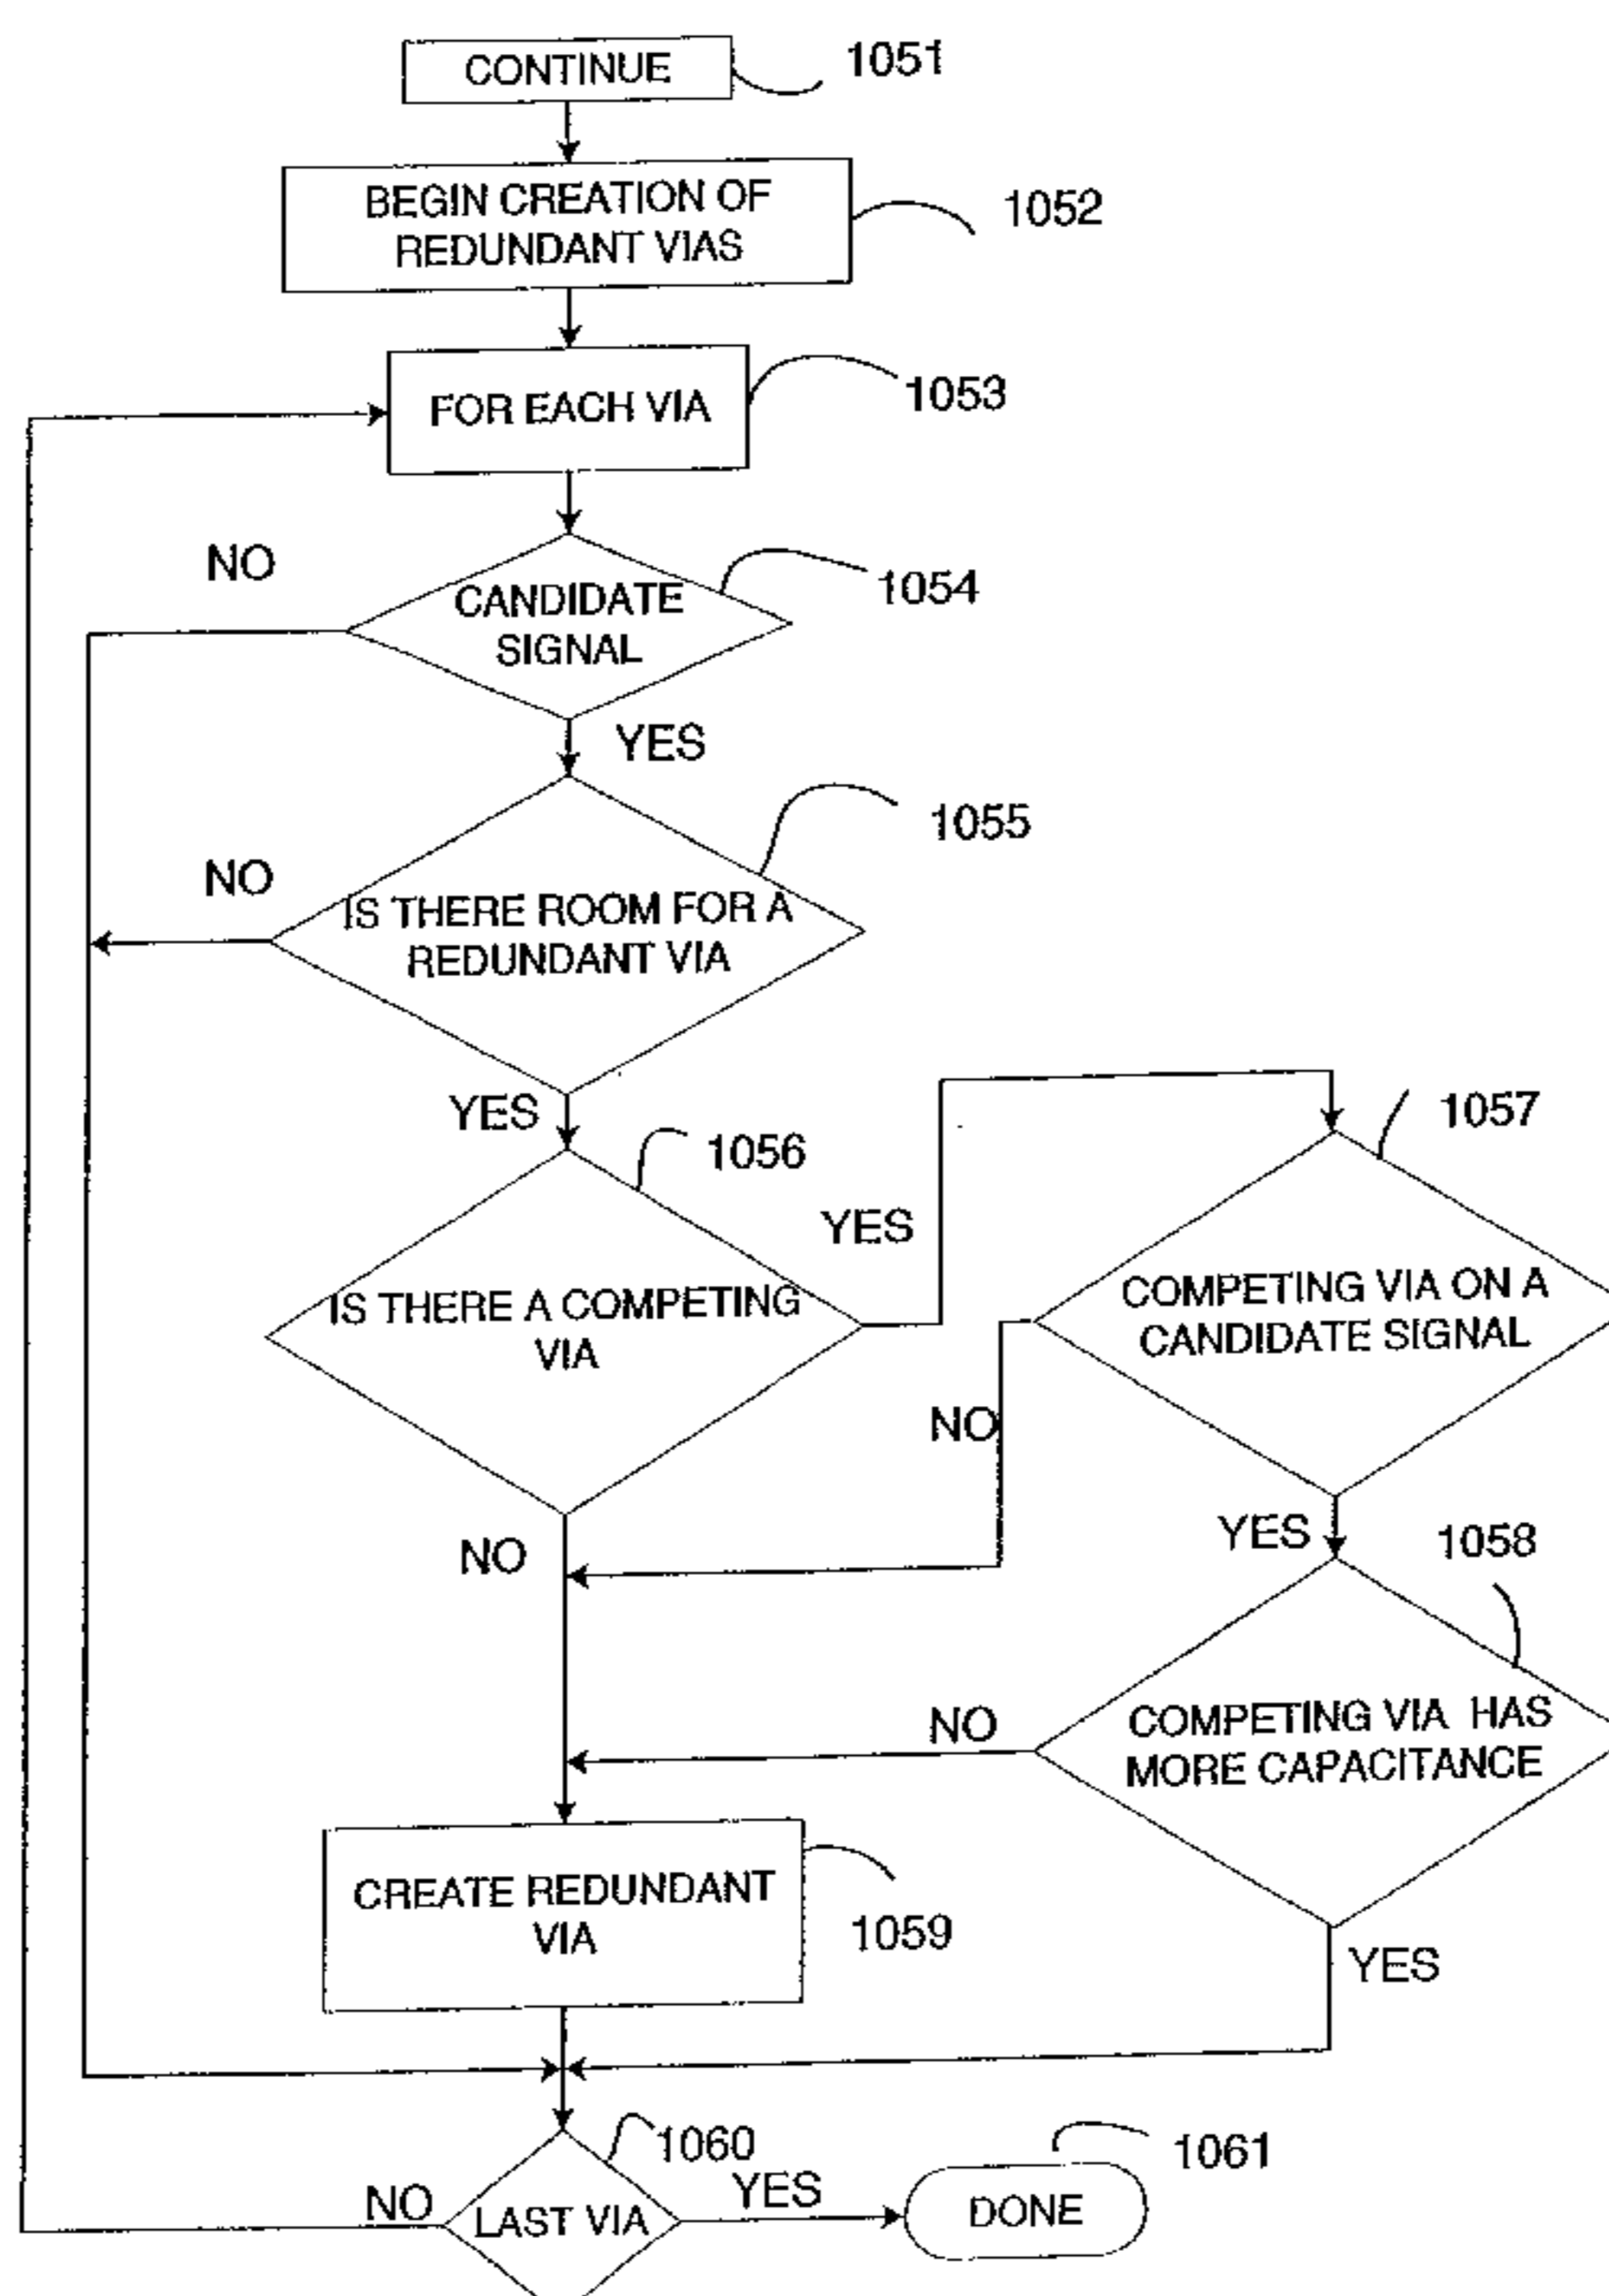 CONTINUE
1051
BEGIN CREATION OF
REDUNDANT VIAS
1052
FOR EACH VIA
1053
NO
CANDIDATE
SIGNAL
1054
YES
1055
NO
IS THERE ROOM FOR A
REDUNDANT VIA
YES
1056
1057
YES
IS THERE A COMPETING
VIA
COMPETING VIA ON A
CANDIDATE SIGNAL
NO
NO
YES
1058
NO
COMPETING VIA HAS
MORE CAPACITANCE
CREATE REDUNDANT
VIA
1059
YES
1060
1061
NO
LAST VIA
YES
DONE